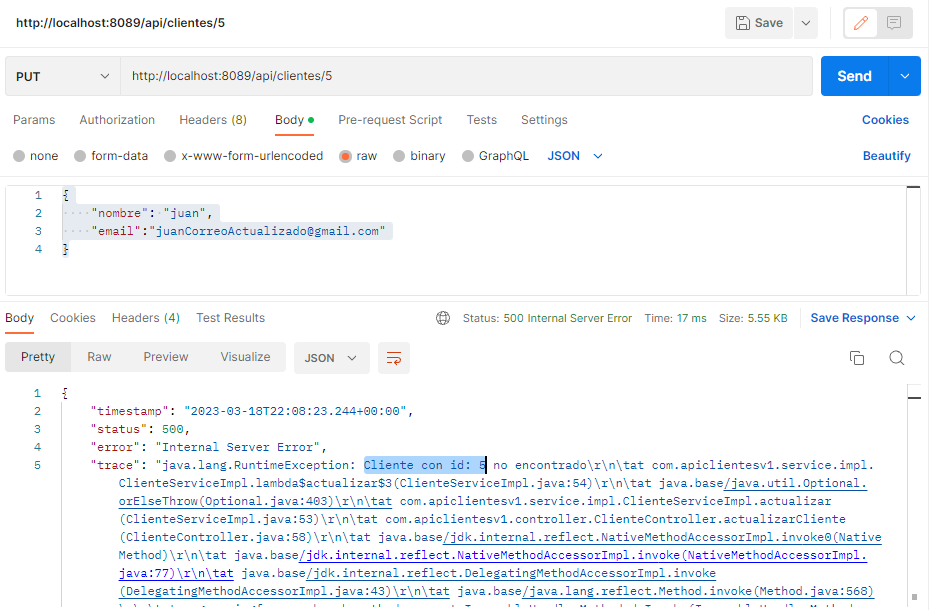 http://localhost:8089/api/clientes/5
Save
PUT
http://localhost:8089/api/clientes/5
Send
Params Authorization Headers (8) Body Pre-request Script Tests Settings Cookies
none form-data x-www-form-urlencoded raw binary GraphQL JSON Beautify
1 {
2 ····"nombre":·"juan",
3 ····"email":"juanCorreoActualizado@gmail.com"
4 }
Body Cookies Headers (4) Test Results Status: 500 Internal Server Error Time: 17 ms Size: 5.55 KB Save Response
Pretty Raw Preview Visualize JSON
1 {
2 "timestamp": "2023-03-18T22:08:23.244+00:00",
3 "status": 500,
4 "error": "Internal Server Error",
5 "trace": "java.lang.RuntimeException: Cliente con id: 5 no encontrado\r\n\tat com.apiclientesv1.service.impl.
ClienteServiceImpl.lambda$actualizar$3(ClienteServiceImpl.java:54)\r\n\tat java.base/java.util.Optional.
orElseThrow(Optional.java:403)\r\n\tat com.apiclientesv1.service.impl.ClienteServiceImpl.actualizar
(ClienteServiceImpl.java:53)\r\n\tat com.apiclientesv1.controller.ClienteController.actualizarCliente
(ClienteController.java:58)\r\n\tat java.base/jdk.internal.reflect.NativeMethodAccessorImpl.invoke0(Native
Method)\r\n\tat java.base/jdk.internal.reflect.NativeMethodAccessorImpl.invoke(NativeMethodAccessorImpl.
java:77)\r\n\tat java.base/jdk.internal.reflect.DelegatingMethodAccessorImpl.invoke
(DelegatingMethodAccessorImpl.java:43)\r\n\tat java.base/java.lang.reflect.Method.invoke(Method.java:568)